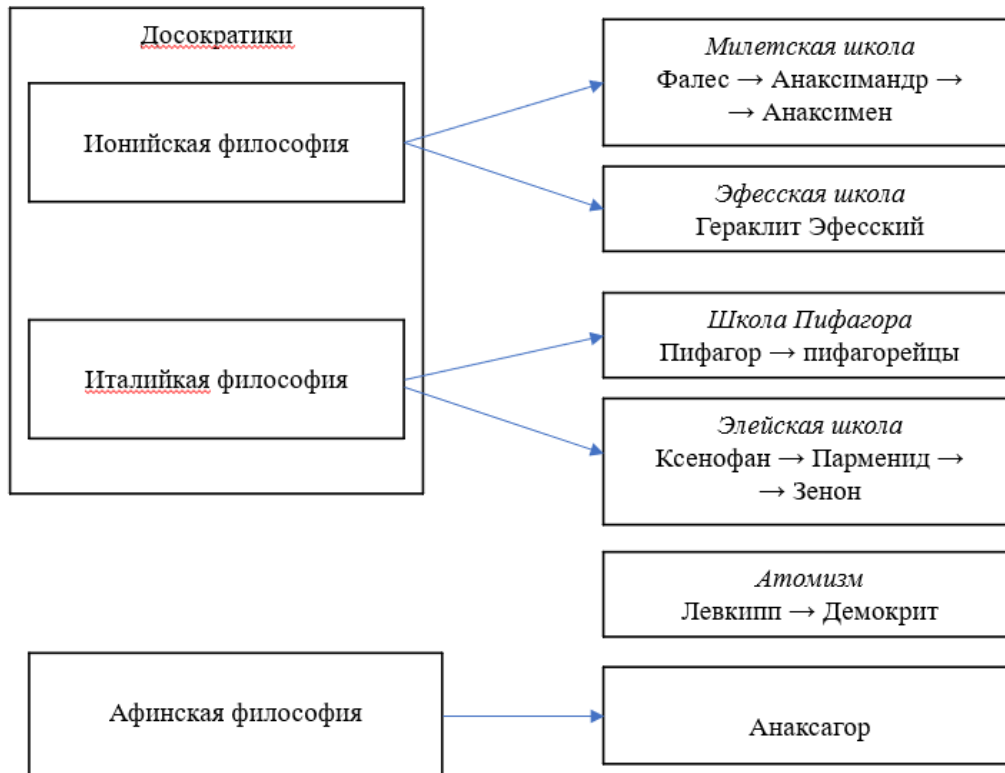 Досократики
Ионийская философия
Милетская школа
Фалес → Анаксимандр →
→ Анаксимен
Эфесская школа
Гераклит Эфесский
Италийкая философия
Школа Пифагора
Пифагор → пифагорейцы
Элейская школа
Ксенофан → Парменид →
→ Зенон
Атомизм
Левкипп → Демокрит
Афинская философия
Анаксагор